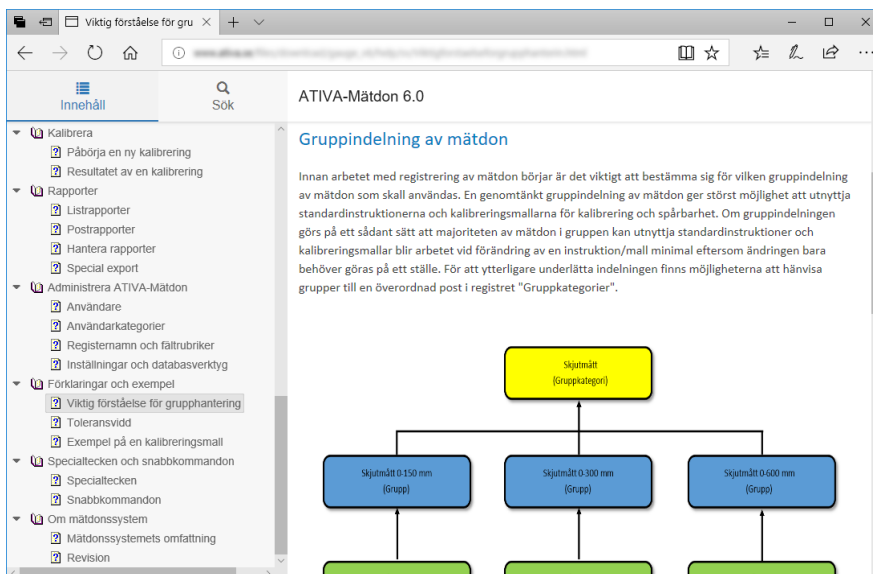 Viktig förståelse för gru
Innehåll
Sök
ATIVA-Mätdon 6.0
Kalibrera
Påbörja en ny kalibrering
Resultatet av en kalibrering
Rapporter
Listrapporter
Postrapporter
Hantera rapporter
Special export
Administrera ATIVA-Mätdon
Användare
Användarkategorier
Registernamn och fältrubriker
Inställningar och databasverktyg
Förklaringar och exempel
Viktig förståelse för grupphantering
Toleransvidd
Exempel på en kalibreringsmall
Specialtecken och snabbkommandon
Specialtecken
Snabbkommandon
Om mätdonssystem
Mätdonssystemets omfattning
Revision
Gruppindelning av mätdon
Innan arbetet med registrering av mätdon börjar är det viktigt att bestämma sig för vilken gruppindelning
av mätdon som skall användas. En genomtänkt gruppindelning av mätdon ger störst möjlighet att utnyttja
standardinstruktionerna och kalibreringsmallarna för kalibrering och spårbarhet. Om gruppindelningen
görs på ett sådant sätt att majoriteten av mätdon i gruppen kan utnyttja standardinstruktioner och
kalibreringsmallar blir arbetet vid förändring av en instruktion/mall minimal eftersom ändringen bara
behöver göras på ett ställe. För att ytterligare underlätta indelningen finns möjligheterna att hänvisa
grupper till en överordnad post i registret "Gruppkategorier".
Skjutmått
(Gruppkategori)
Skjutmått 0-150 mm
(Grupp)
Skjutmått 0-300 mm
(Grupp)
Skjutmått 0-600 mm
(Grupp)